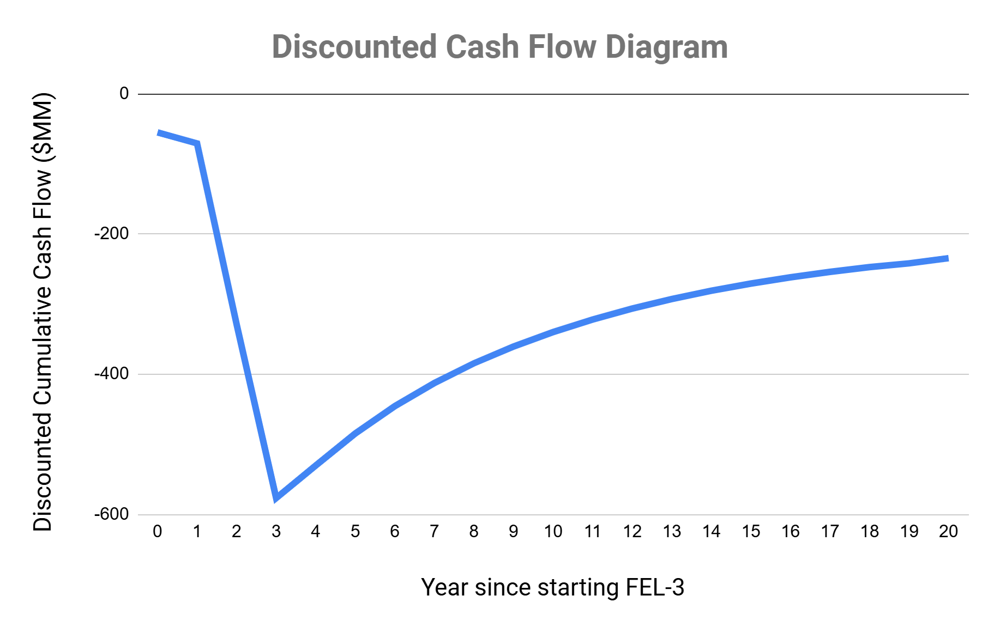 Discounted Cash Flow Diagram
Discounted Cumulative Cash Flow ($MM)
0
-200
-400
-600
0 1 2 3 4 5 6 7 8 9 10 11 12 13 14 15 16 17 18 19 20
Year since starting FEL-3